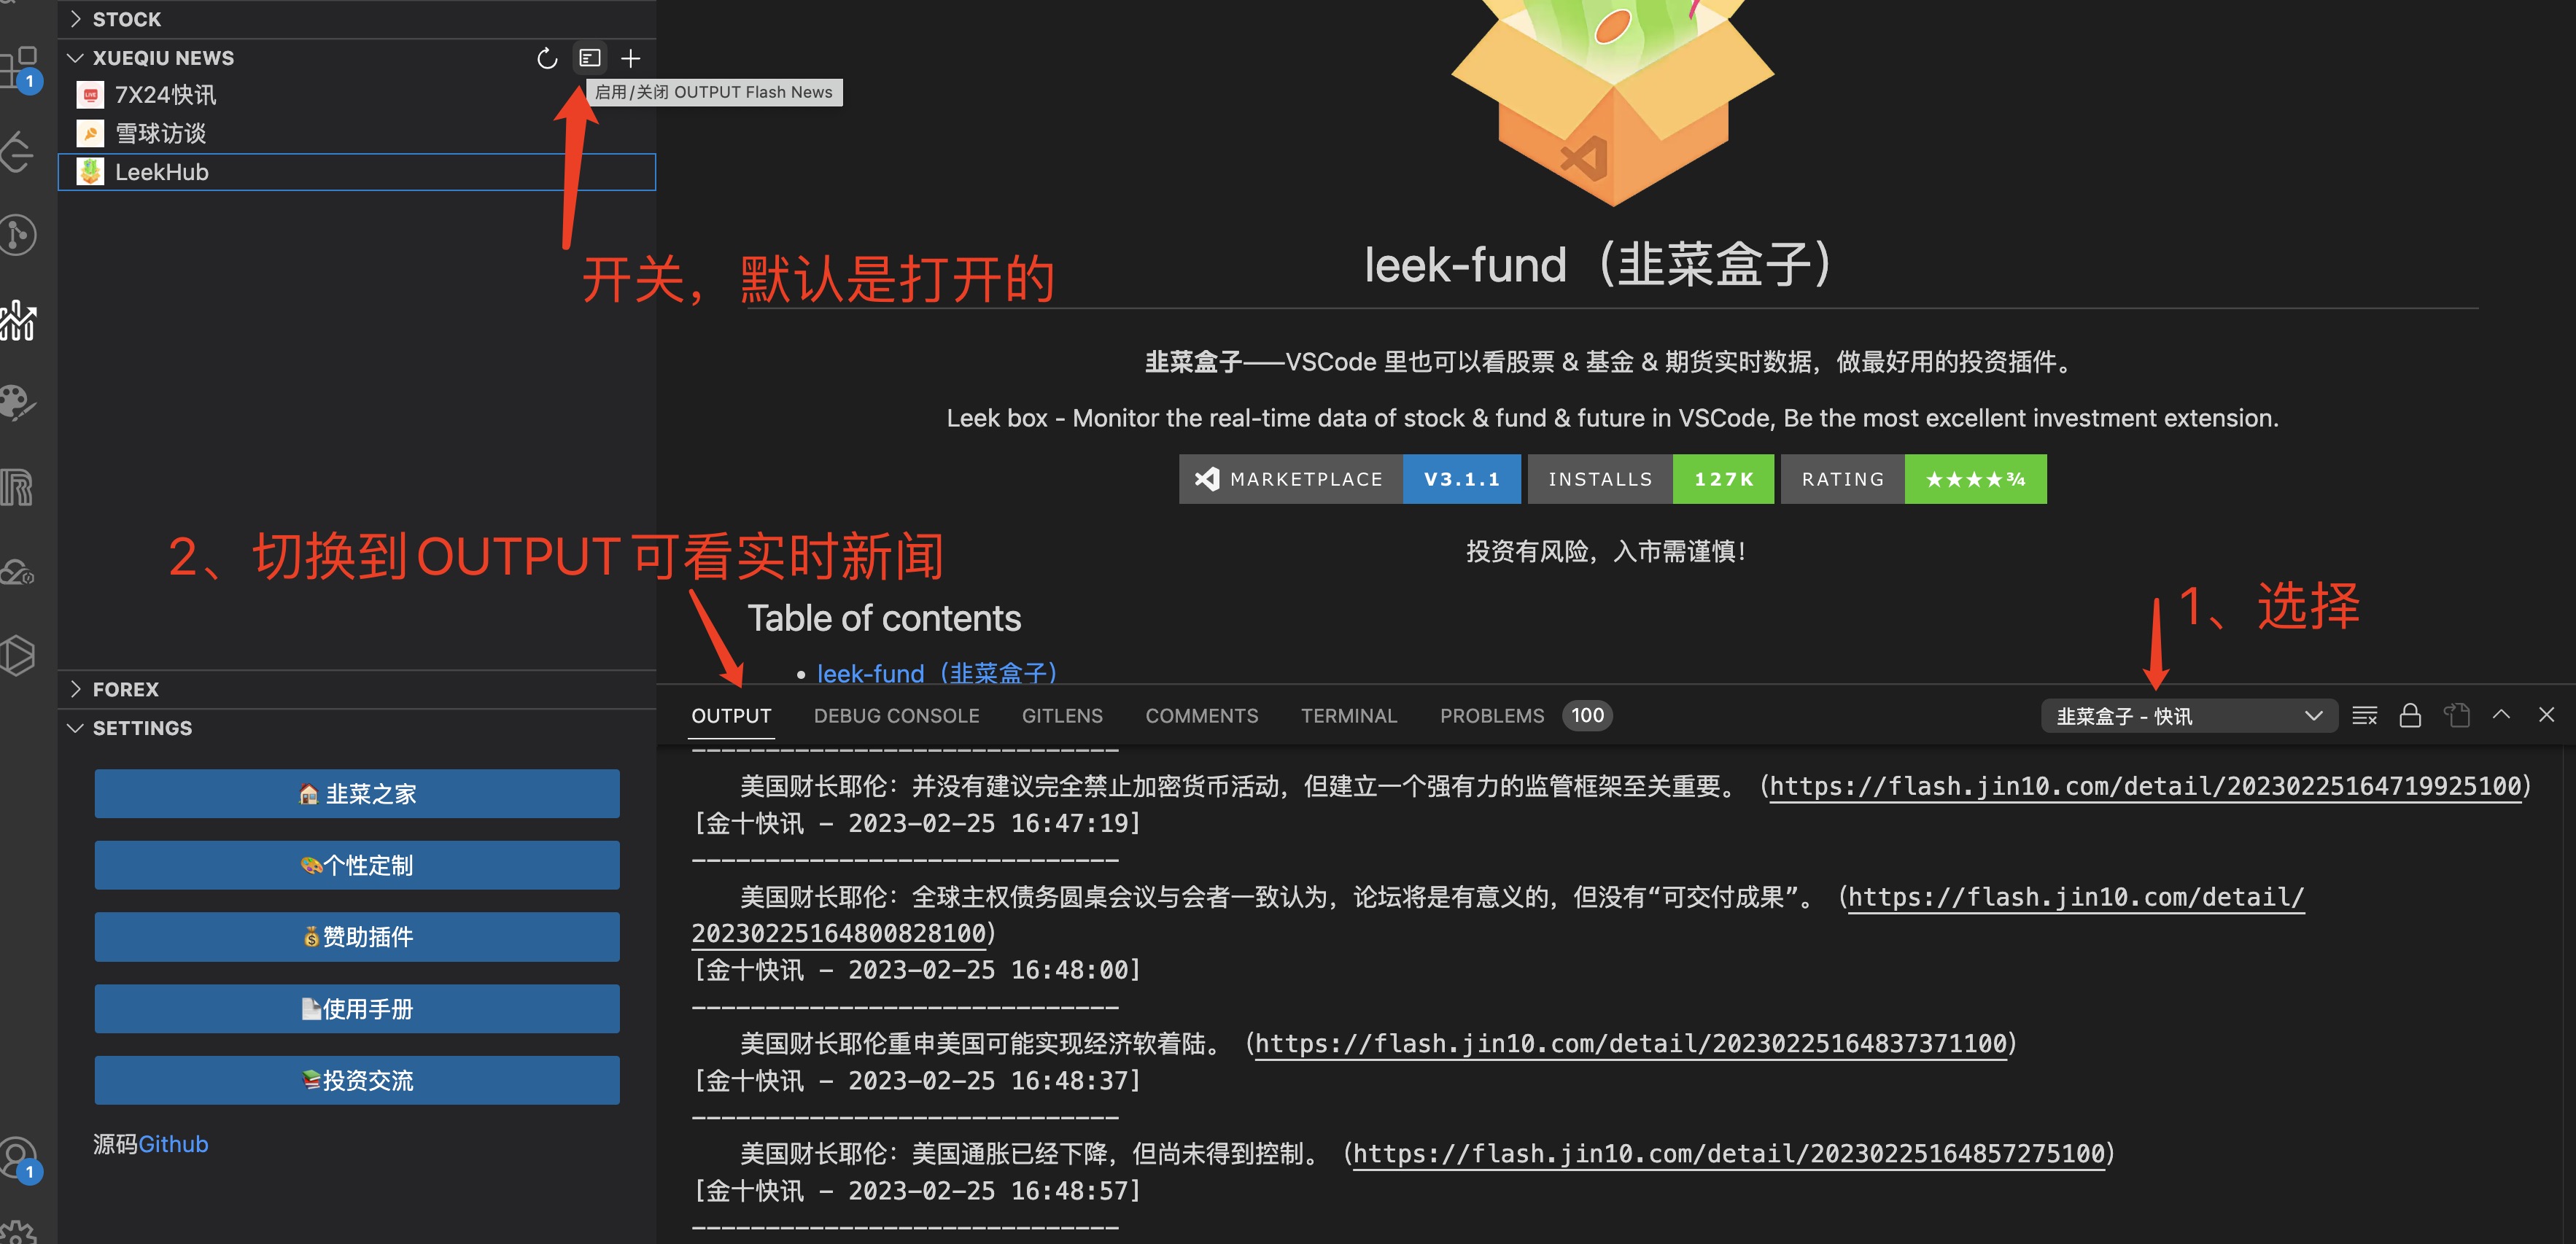 STOCK
XUEQIU NEWS
启用/关闭 OUTPUT Flash News
1
LIVE
7X24快讯
雪球访谈
LeekHub
开关，默认是打开的
leek-fund（韭菜盒子）
韭菜盒子——VSCode 里也可以看股票 & 基金 & 期货实时数据，做最好用的投资插件。
Leek box - Monitor the real-time data of stock & fund & future in VSCode, Be the most excellent investment extension.
MARKETPLACE V3.1.1 INSTALLS 127K RATING ★★★★¾
投资有风险，入市需谨慎！
2、切换到OUTPUT可看实时新闻
1、选择
Table of contents
• leek-fund（韭菜盒子）
FOREX
SETTINGS
🏠 韭菜之家
🎨个性定制
💰赞助插件
📄使用手册
📚投资交流
源码Github
1
OUTPUT DEBUG CONSOLE GITLENS COMMENTS TERMINAL PROBLEMS 100 韭菜盒子 - 快讯
-----------------------------
美国财长耶伦：并没有建议完全禁止加密货币活动，但建立一个强有力的监管框架至关重要。 (https://flash.jin10.com/detail/20230225164719925100)
[金十快讯 - 2023-02-25 16:47:19]
-----------------------------
美国财长耶伦：全球主权债务圆桌会议与会者一致认为，论坛将是有意义的，但没有“可交付成果”。 (https://flash.jin10.com/detail/
20230225164800828100)
[金十快讯 - 2023-02-25 16:48:00]
-----------------------------
美国财长耶伦重申美国可能实现经济软着陆。 (https://flash.jin10.com/detail/20230225164837371100)
[金十快讯 - 2023-02-25 16:48:37]
-----------------------------
美国财长耶伦：美国通胀已经下降，但尚未得到控制。 (https://flash.jin10.com/detail/20230225164857275100)
[金十快讯 - 2023-02-25 16:48:57]
-----------------------------